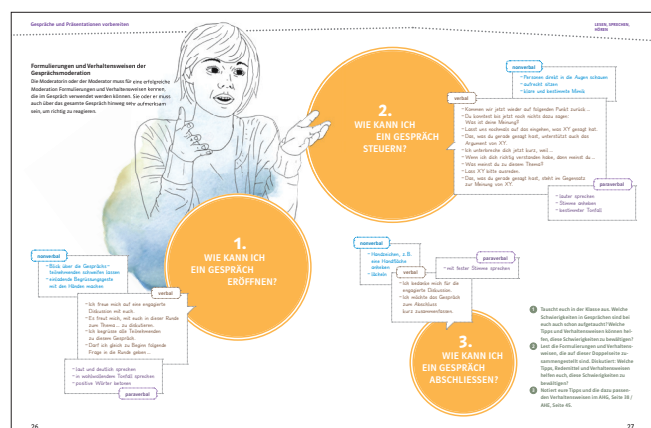 Gespräche und Präsentationen vorbereiten
LESEN, SPRECHEN,
HÖREN
Formulierungen und Verhaltensweisen der
Gesprächsmoderation
Die Moderatorin oder der Moderator muss für eine erfolgreiche
Moderation Formulierungen und Verhaltensweisen kennen,
die im Gespräch verwendet werden können. Sie oder er muss
auch über das gesamte Gespräch hinweg sehr aufmerksam
sein, um richtig zu reagieren.
1.
WIE KANN ICH
EIN GESPRÄCH
ERÖFFNEN?
nonverbal
– Blick über die Gesprächs-
teilnehmenden schweifen lassen
– einladende Begrüssungsgeste
mit den Händen machen
verbal
– Ich freue mich auf eine engagierte
Diskussion mit euch.
– Es freut mich, mit euch in dieser Runde
zum Thema ... zu diskutieren.
– Ich begrüsse alle Teilnehmenden
zu diesem Gespräch.
– Darf ich gleich zu Beginn folgende
Frage in die Runde geben ...
– laut und deutlich sprechen
– in wohlwollendem Tonfall sprechen
– positive Wörter betonen
paraverbal
2.
WIE KANN ICH
EIN GESPRÄCH
STEUERN?
nonverbal
– Personen direkt in die Augen schauen
– aufrecht sitzen
– klare und bestimmte Mimik
verbal
– Kommen wir jetzt wieder auf folgenden Punkt zurück ...
– Du konntest bis jetzt noch nichts dazu sagen:
Was ist deine Meinung?
– Lasst uns nochmals auf das eingehen, was XY gesagt hat.
– Das, was du gerade gesagt hast, unterstützt auch das
Argument von XY.
– Ich unterbreche dich jetzt kurz, weil ...
– Wenn ich dich richtig verstanden habe, dann meinst du ...
– Was meinst du zu diesem Thema?
– Lass XY bitte ausreden.
– Das, was du gerade gesagt hast, steht im Gegensatz
zur Meinung von XY.
paraverbal
– lauter sprechen
– Stimme anheben
– bestimmter Tonfall
3.
WIE KANN ICH
EIN GESPRÄCH
ABSCHLIESSEN?
nonverbal
– Handzeichen, z. B.
eine Handfläche
anheben
– lächeln
paraverbal
– mit fester Stimme sprechen
verbal
– Ich bedanke mich für die
engagierte Diskussion.
– Ich möchte das Gespräch
zum Abschluss
kurz zusammenfassen.
1 Tauscht euch in der Klasse aus. Welche
Schwierigkeiten in Gesprächen sind bei
euch auch schon aufgetaucht? Welche
Tipps und Verhaltensweisen können hel-
fen, diese Schwierigkeiten zu bewältigen?
2 Lest die Formulierungen und Verhaltens-
weisen, die auf dieser Doppelseite zu-
sammengestellt sind. Diskutiert: Welche
Tipps, Redemittel und Verhaltensweisen
helfen euch, diese Schwierigkeiten zu
bewältigen?
3 Notiert eure Tipps und die dazu passen-
den Verhaltensweisen im AHG, Seite 38 /
AHE, Seite 45.
26
27